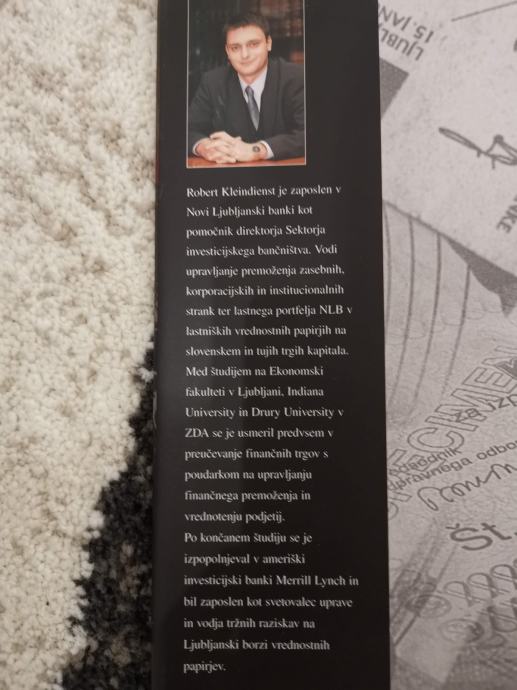 Robert Kleindienst je zaposlen v
Novi Ljubljanski banki kot
pomočnik direktorja Sektorja
investicijskega bančništva. Vodi
upravljanje premoženja zasebnih,
korporacijskih in institucionalnih
strank ter lastnega portfelja NLB v
lastniških vrednostnih papirjih na
slovenskem in tujih trgih kapitala.
Med študijem na Ekonomski
fakulteti v Ljubljani, Indiana
University in Drury University v
ZDA se je usmeril predvsem v
preučevanje finančnih trgov s
poudarkom na upravljanju
finančnega premoženja in
vrednotenju podjetij.
Po končanem študiju se je
izpopolnjeval v ameriški
investicijski banki Merrill Lynch in
bil zaposlen kot svetovalec uprave
in vodja tržnih raziskav na
Ljubljanski borzi vrednostnih
papirjev.
15. JAN
SPECIMEN
Št.